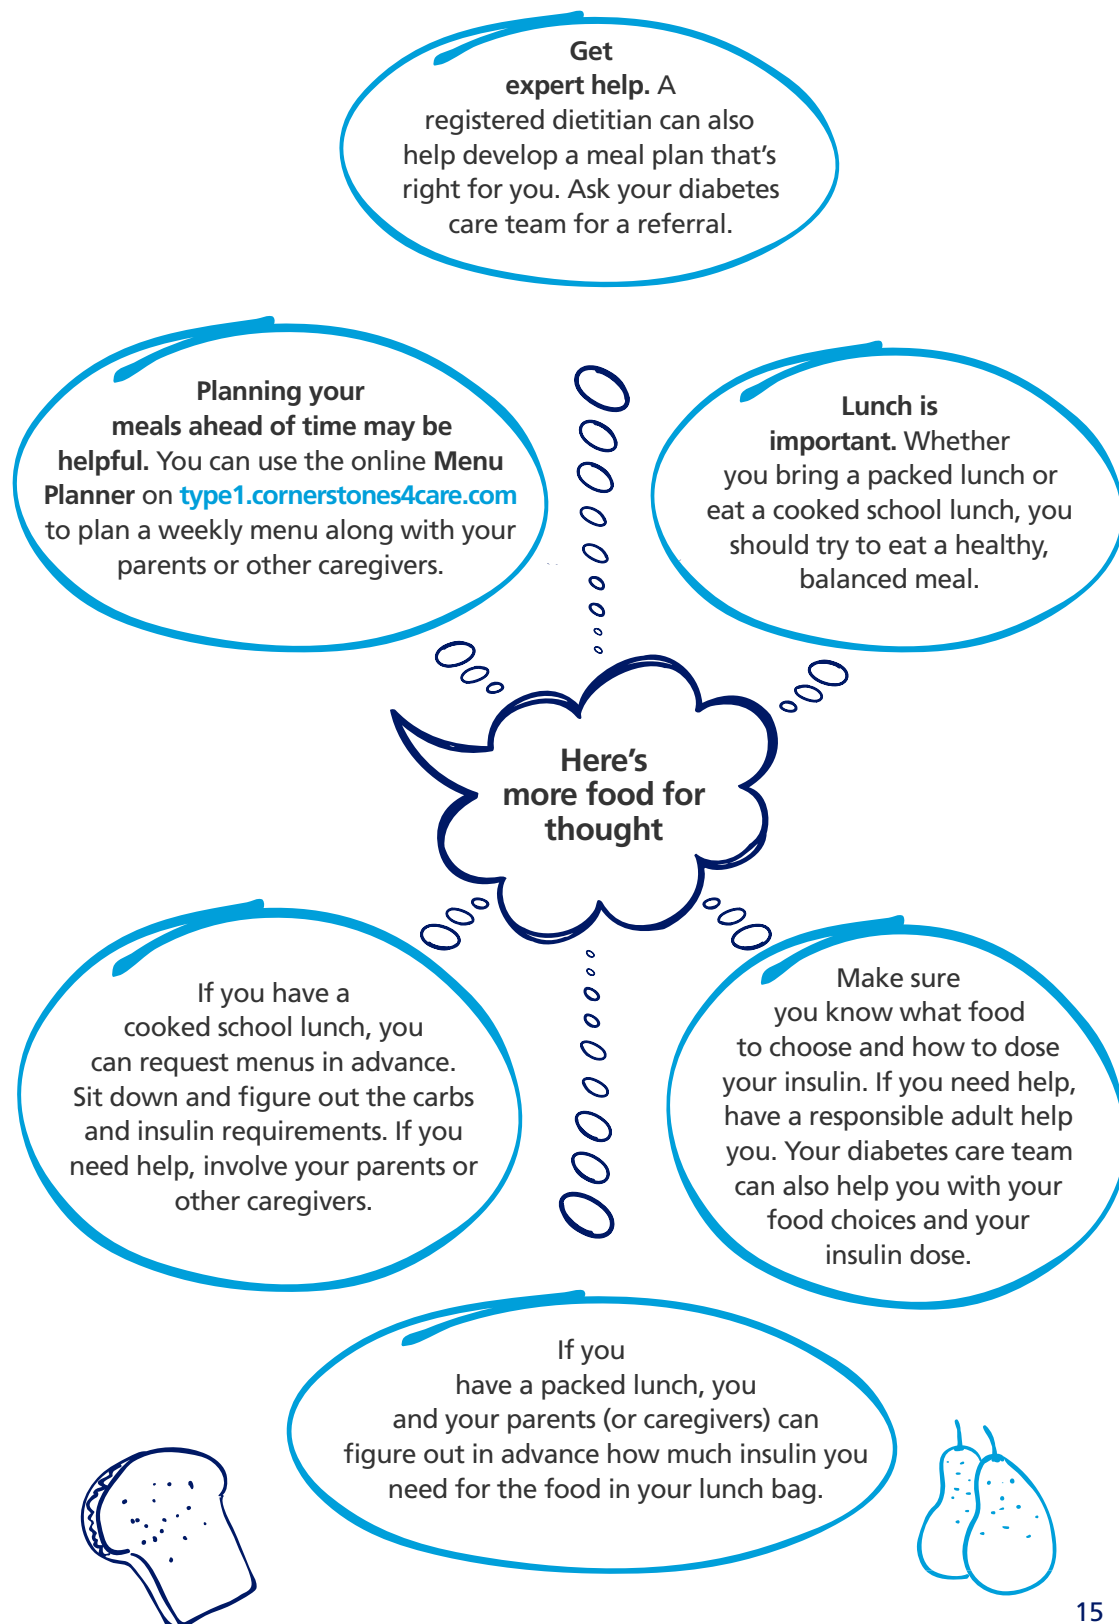 Get
expert help. A
registered dietitian can also
help develop a meal plan that's
right for you. Ask your diabetes
care team for a referral.
Planning your
meals ahead of time may be
helpful. You can use the online Menu
Planner on type1.cornerstones4care.com
to plan a weekly menu along with your
parents or other caregivers.
Lunch is
important. Whether
you bring a packed lunch or
eat a cooked school lunch, you
should try to eat a healthy,
balanced meal.
Here's
more food for
thought
If you have a
cooked school lunch, you
can request menus in advance.
Sit down and figure out the carbs
and insulin requirements. If you
need help, involve your parents or
other caregivers.
Make sure
you know what food
to choose and how to dose
your insulin. If you need help,
have a responsible adult help
you. Your diabetes care team
can also help you with your
food choices and your
insulin dose.
If you
have a packed lunch, you
and your parents (or caregivers) can
figure out in advance how much insulin you
need for the food in your lunch bag.
15